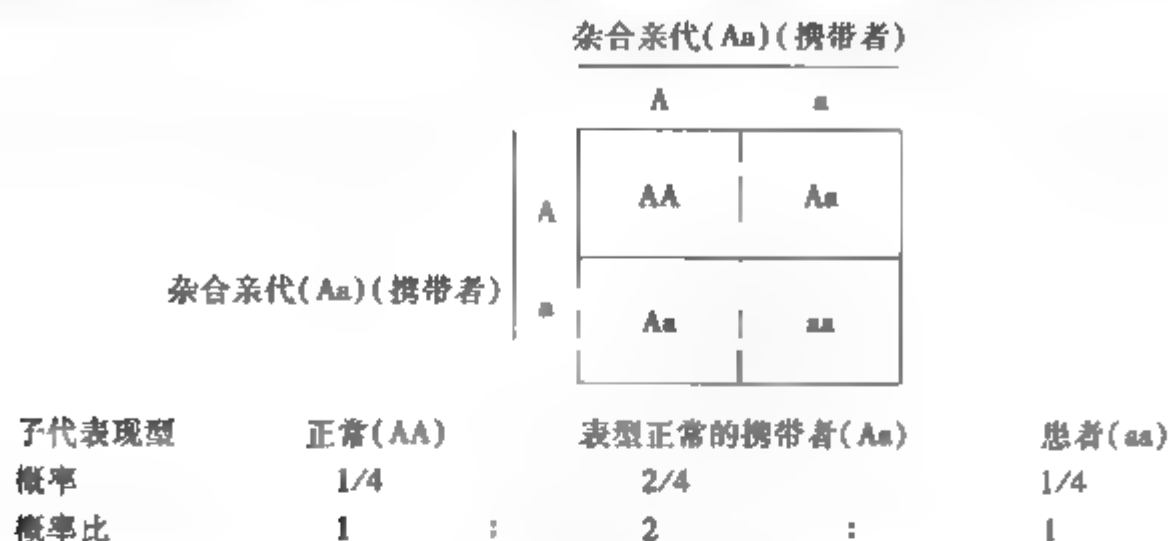 杂合亲代(Aa)(携带者)
A a
A AA Aa
杂合亲代(Aa)(携带者)
a Aa aa
子代表现型 正常(AA) 表型正常的携带者(Aa) 患者(aa)
概率 1/4 2/4 1/4
概率比 1 : 2 : 1